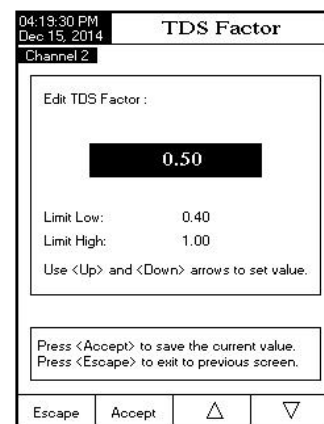 04:19:30 PM
Dec 15, 2014
TDS Factor
Channel 2
Edit TDS Factor :
0.50
Limit Low: 0.40
Limit High: 1.00
Use <Up> and <Down> arrows to set value.
Press <Accept> to save the current value.
Press <Escape> to exit to previous screen.
Escape Accept △ ▽